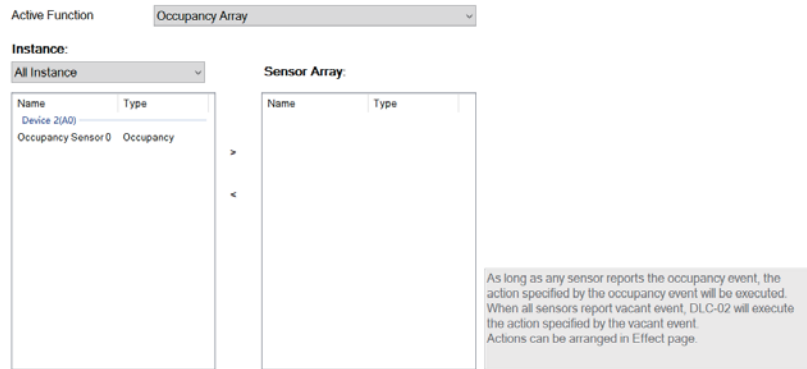 Active Function Occupancy Array
Instance:
All Instance
Sensor Array:
Name Type
Device 2(A0)
Occupancy Sensor 0 Occupancy
>
<
Name Type
As long as any sensor reports the occupancy event, the
action specified by the occupancy event will be executed.
When all sensors report vacant event, DLC-02 will execute
the action specified by the vacant event.
Actions can be arranged in Effect page.